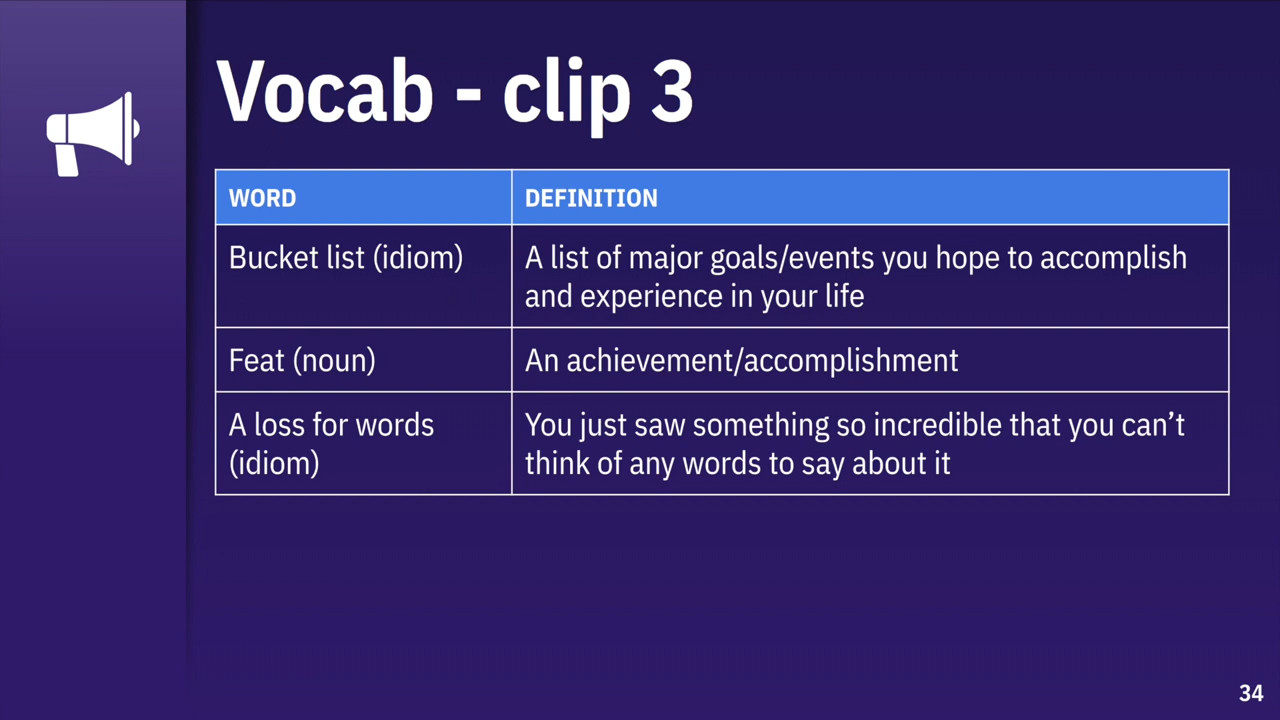 Vocab - clip 3
WORD
DEFINITION
Bucket list (idiom)
A list of major goals/events you hope to accomplish
and experience in your life
Feat (noun)
An achievement/accomplishment
A loss for words
(idiom)
You just saw something so incredible that you can’t
think of any words to say about it
34